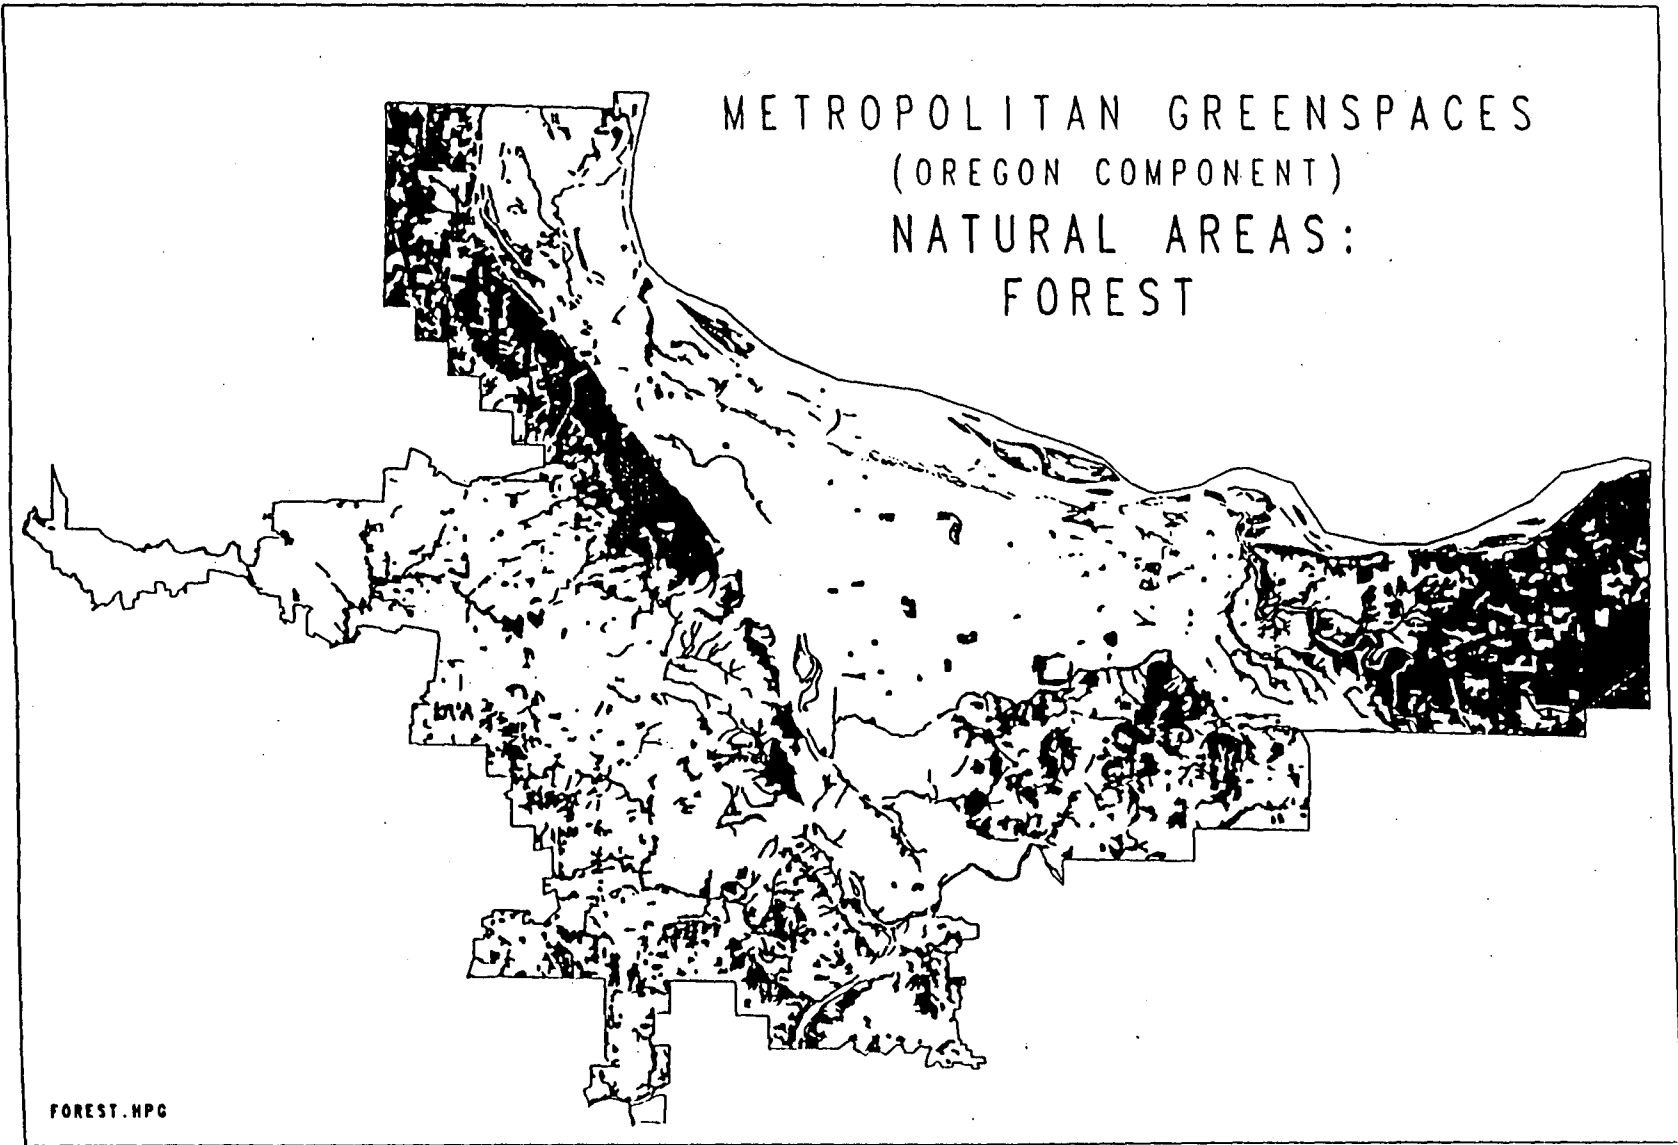 METROPOLITAN GREENSPACES
(OREGON COMPONENT)
NATURAL AREAS:
FOREST
FOREST.HPG